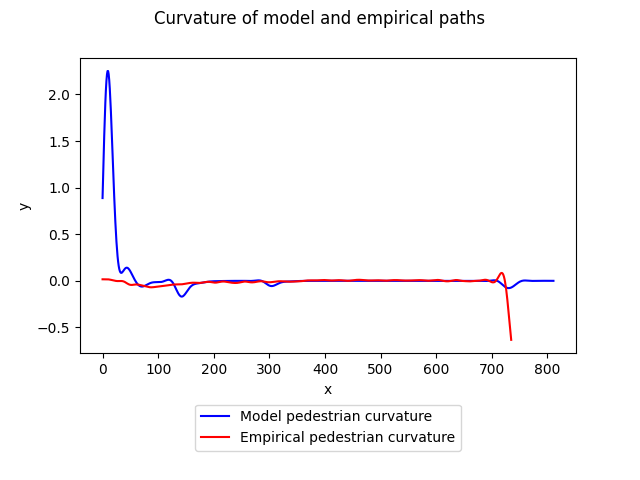 Curvature of model and empirical paths
2.0
1.5
1.0
0.5
0.0
−0.5
y
0 100 200 300 400 500 600 700 800
x
Model pedestrian curvature
Empirical pedestrian curvature